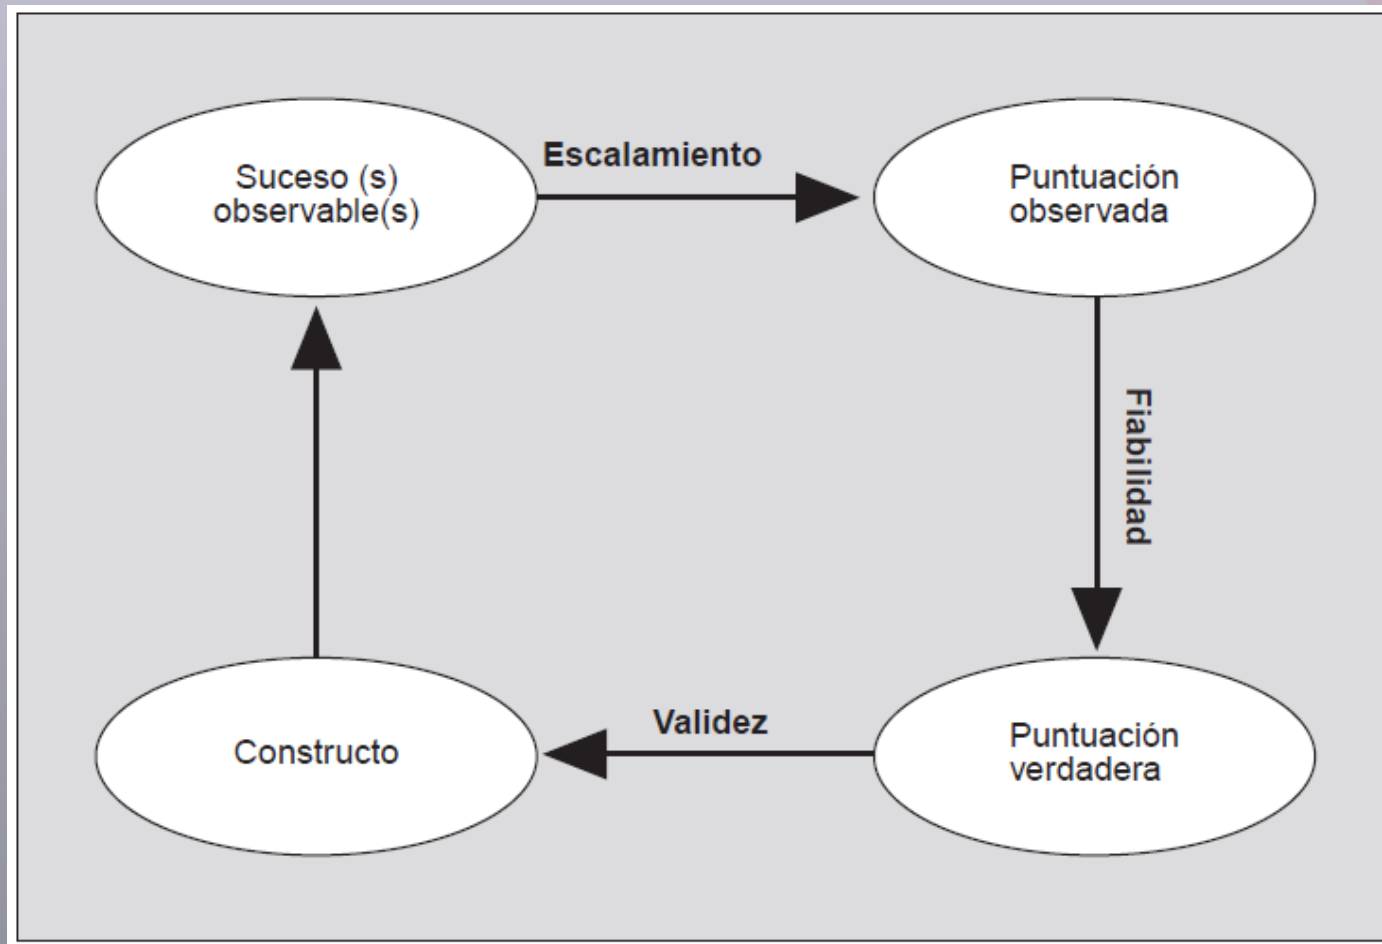 Suceso (s)
observable(s)
Escalamiento
Puntuación
observada
Fiabilidad
Puntuación
verdadera
Validez
Constructo